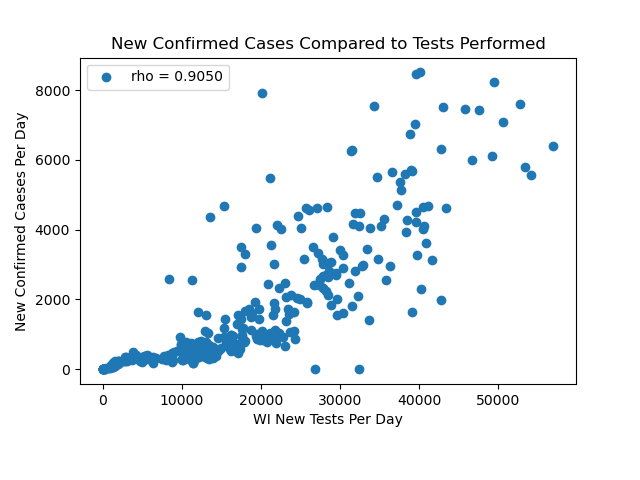 New Confirmed Cases Compared to Tests Performed
rho = 0.9050
8000
6000
4000
2000
0
New Confirmed Caeses Per Day
0 10000 20000 30000 40000 50000
WI New Tests Per Day